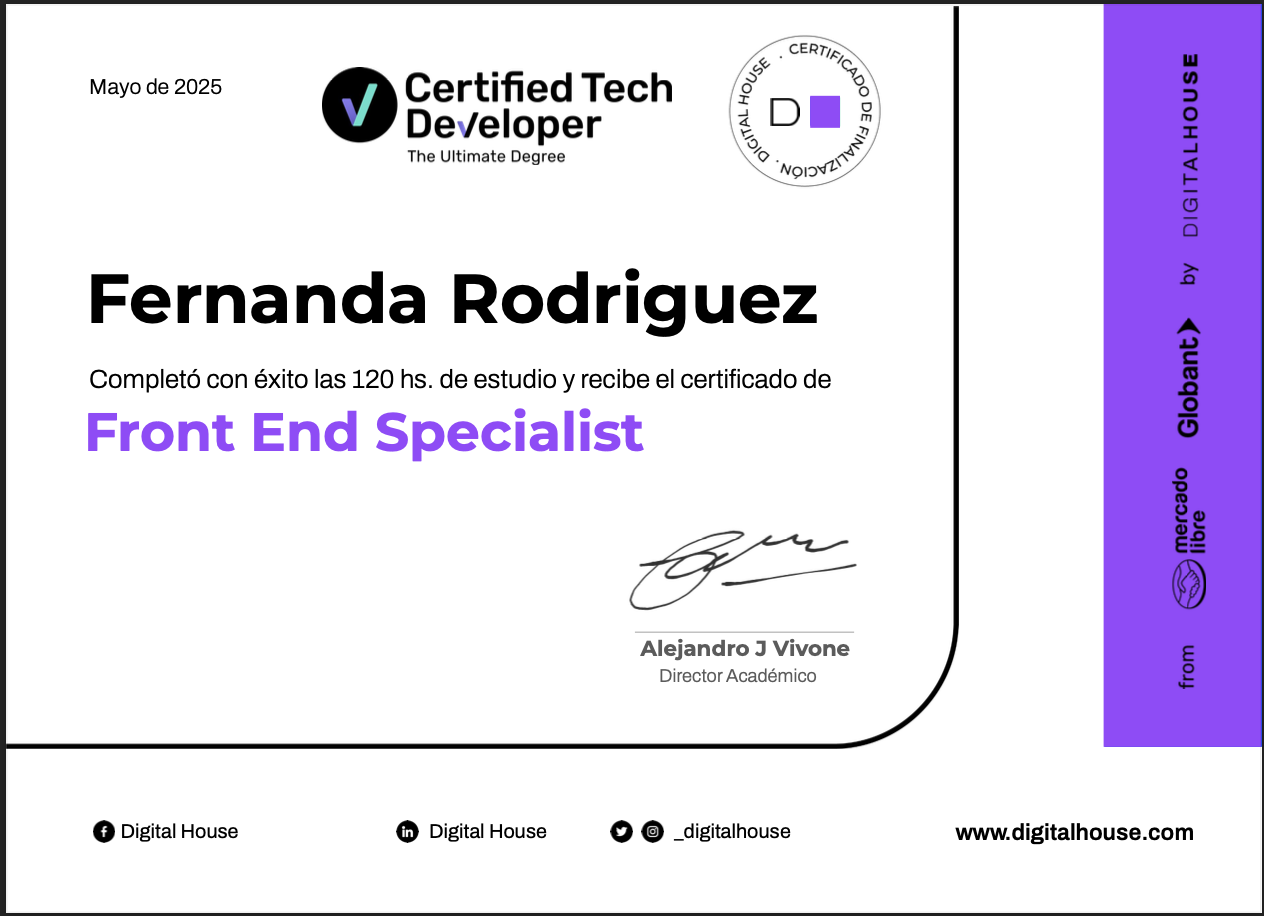 Mayo de 2025
Certified Tech
Developer
The Ultimate Degree
CERTIFICADO DE FINALIZACIÓN · DIGITAL HOUSE ·
D
Fernanda Rodriguez
Completó con éxito las 120 hs. de estudio y recibe el certificado de
Front End Specialist
Alejandro J Vivone
Director Académico
from
mercado
libre
Globant
by
DIGITALHOUSE
Digital House
Digital House
_digitalhouse
www.digitalhouse.com